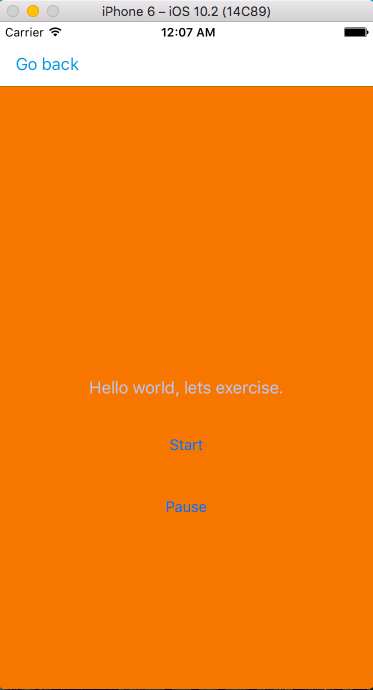 iPhone 6 – iOS 10.2 (14C89)
Carrier 12:07 AM
Go back
Hello world, lets exercise.
Start
Pause